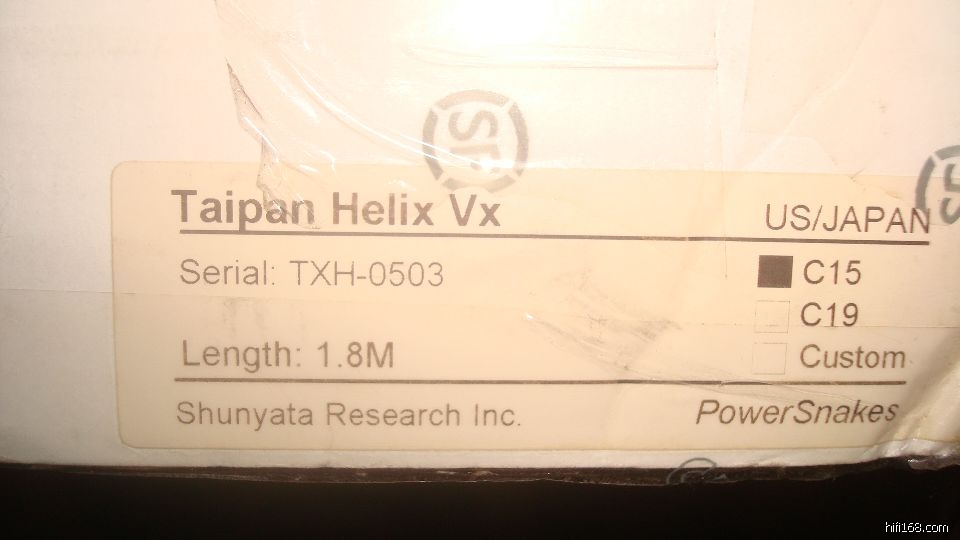 Taipan Helix Vx
US/JAPAN
Serial: TXH-0503
C15
C19
Length: 1.8M
Custom
Shunyata Research Inc.
PowerSnakes
hifi168.com